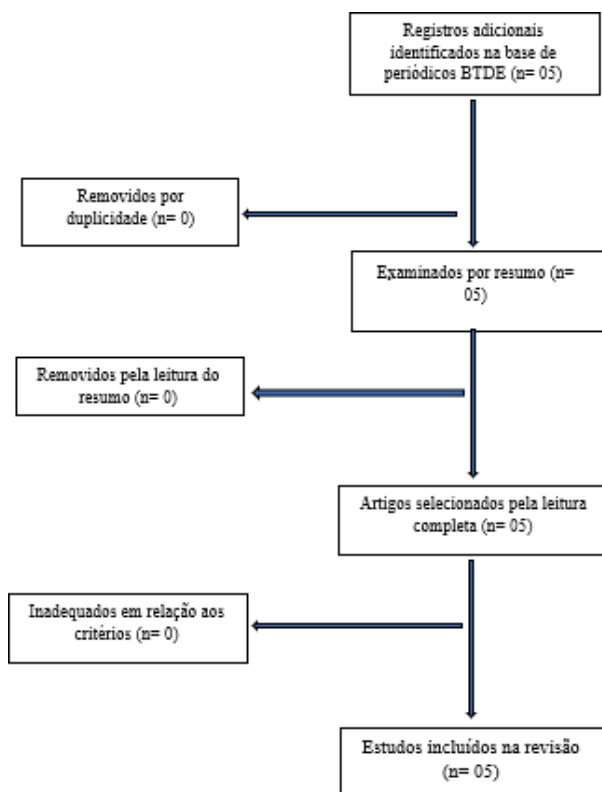 Registros adicionais
identificados na base de
periódicos BTDE (n= 05)
Removidos por
duplicidade (n= 0)
Examinados por resumo (n=
05)
Removidos pela leitura do
resumo (n= 0)
Artigos selecionados pela leitura
completa (n= 05)
Inadequados em relação aos
critérios (n= 0)
Estudos incluídos na revisão
(n= 05)